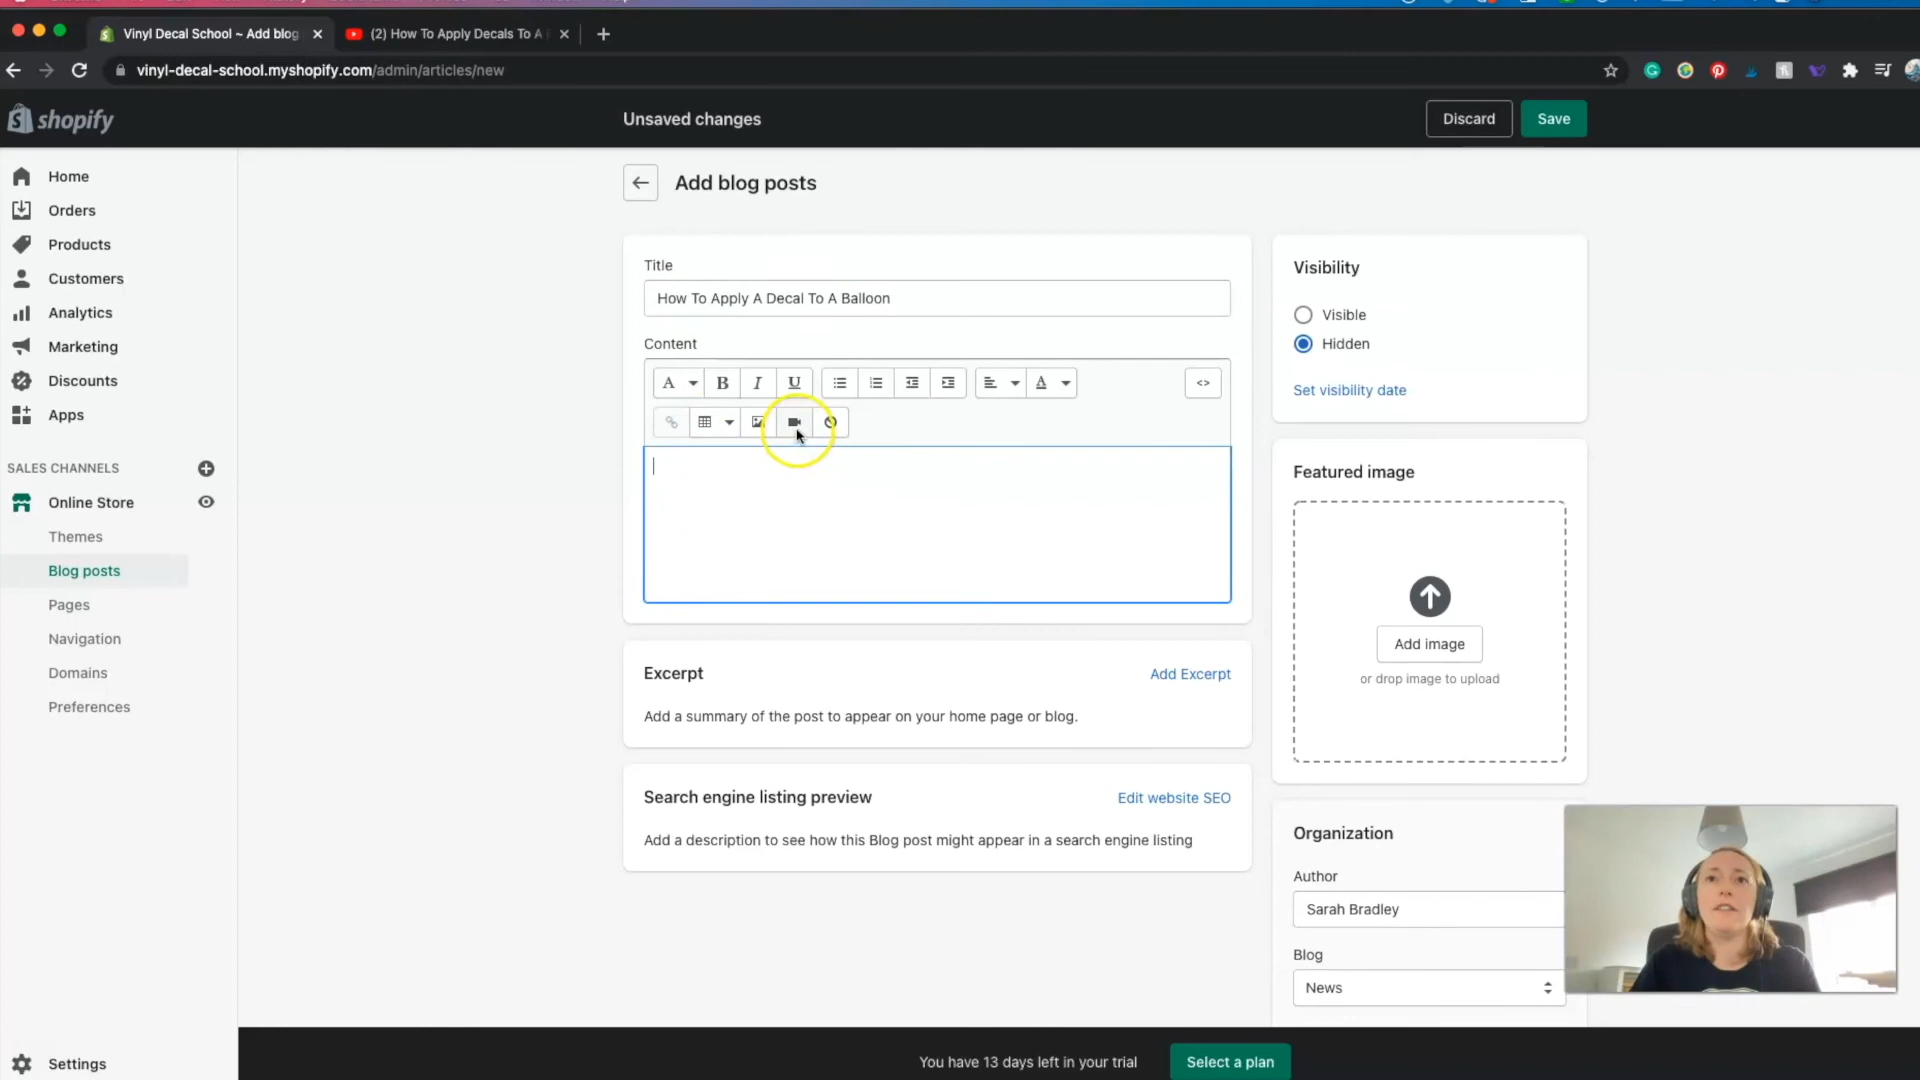 Vinyl Decal School ~ Add blog
(2) How To Apply Decals To A
vinyl-decal-school.myshopify.com/admin/articles/new
shopify
Unsaved changes
Discard
Save
Home
Orders
Products
Customers
Analytics
Marketing
Discounts
Apps
SALES CHANNELS
Online Store
Themes
Blog posts
Pages
Navigation
Domains
Preferences
Settings
Add blog posts
Title
How To Apply A Decal To A Balloon
Content
A B I U A <>
Excerpt
Add Excerpt
Add a summary of the post to appear on your home page or blog.
Search engine listing preview
Edit website SEO
Add a description to see how this Blog post might appear in a search engine listing
Visibility
Visible
Hidden
Set visibility date
Featured image
Add image
or drop image to upload
Organization
Author
Sarah Bradley
Blog
News
You have 13 days left in your trial
Select a plan